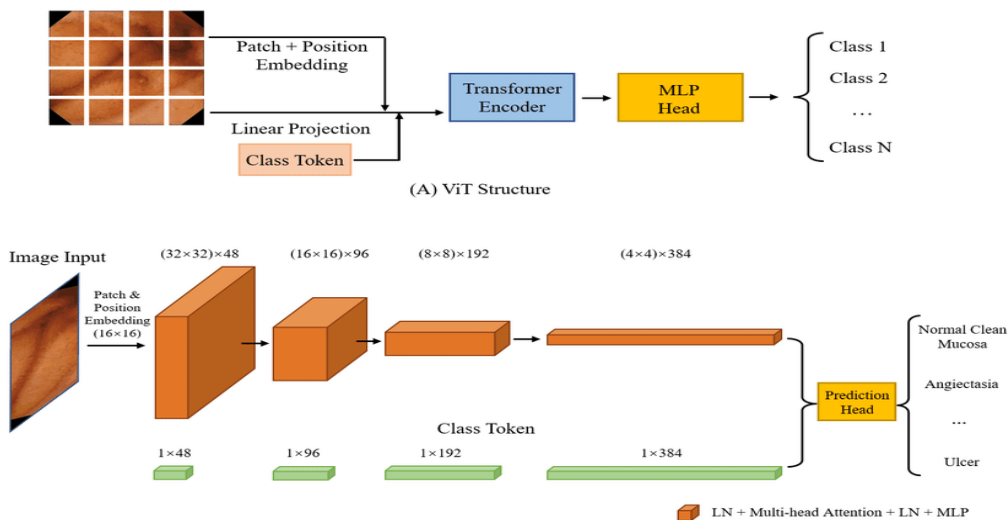 Patch + Position
Embedding
Linear Projection
Class Token
Transformer
Encoder
MLP
Head
Class 1
Class 2
...
Class N
(A) ViT Structure
Image Input
Patch &
Position
Embedding
(16×16)
(32×32)×48
(16×16)×96
(8×8)×192
(4×4)×384
Class Token
1×48
1×96
1×192
1×384
Prediction
Head
Normal Clean
Mucosa
Angiectasia
...
Ulcer
LN + Multi-head Attention + LN + MLP